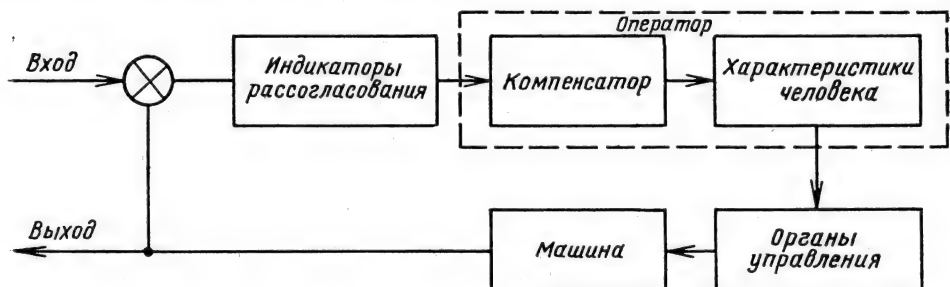 Оператор
Вход
Индикаторы
рассогласования
Компенсатор
Характеристики
человека
Выход
Машина
Органы
управления